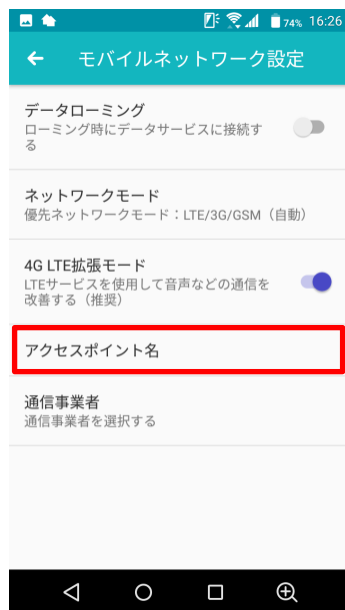 74% 16:26
モバイルネットワーク設定
データローミング
ローミング時にデータサービスに接続す
る
ネットワークモード
優先ネットワークモード：LTE/3G/GSM（自動）
4G LTE拡張モード
LTEサービスを使用して音声などの通信を
改善する（推奨）
アクセスポイント名
通信事業者
通信事業者を選択する